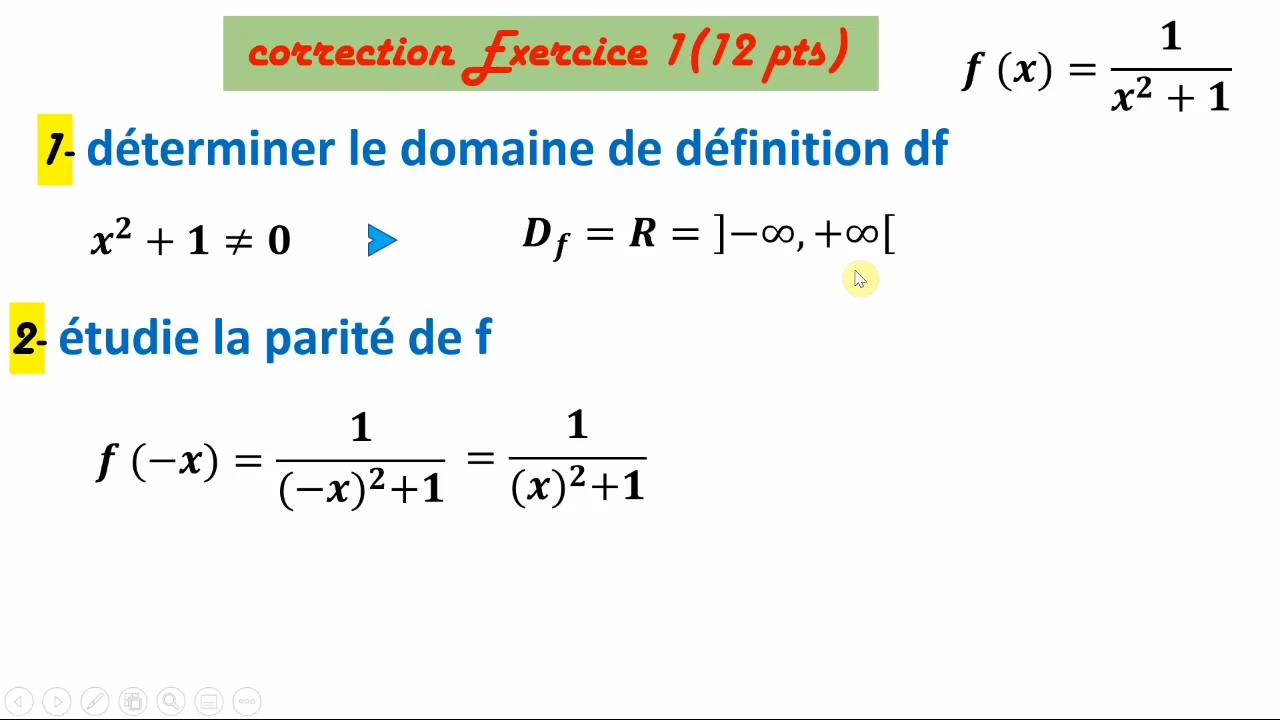 correction Exercice 1(12 pts)
f (x) = 1 / (x² + 1)
1- déterminer le domaine de définition df
x² + 1 ≠ 0 D_f = R = ]−∞, +∞[
2- étudie la parité de f
f (−x) = 1 / ((−x)²+1) = 1 / ((x)²+1)